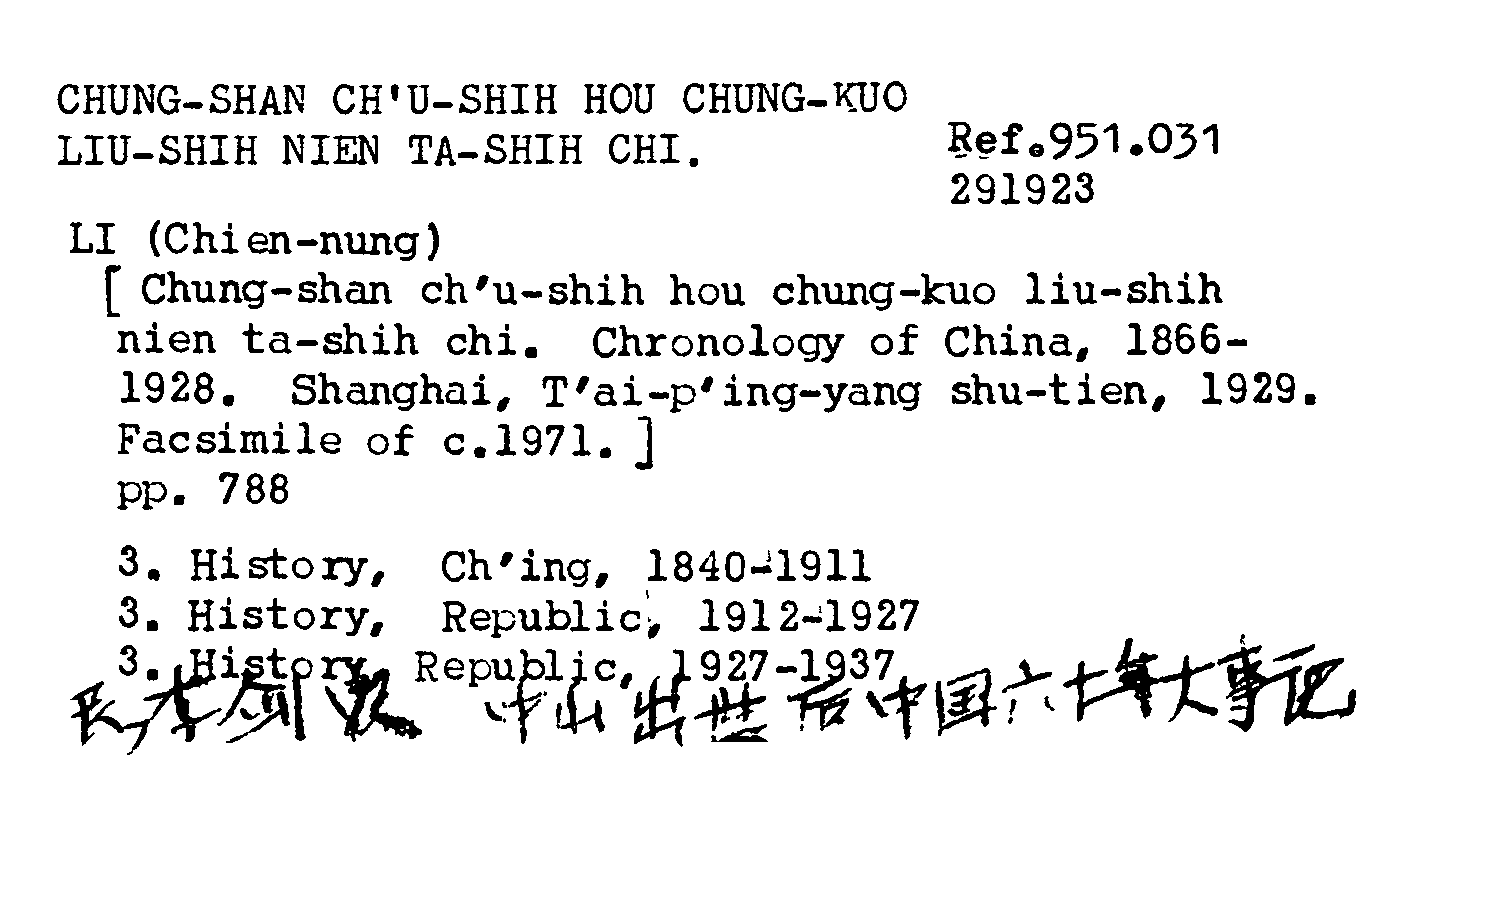 CHUNG-SHAN CH'U-SHIH HOU CHUNG-KUO
LIU-SHIH NIEN TA-SHIH CHI.
Ref.951.031
291923
LI (Chien-nung)
[ Chung-shan ch'u-shih hou chung-kuo liu-shih
nien ta-shih chi. Chronology of China, 1866-
1928. Shanghai, T'ai-p'ing-yang shu-tien, 1929.
Facsimile of c.1971. ]
pp. 788
3. History, Ch'ing, 1840-1911
3. History, Republic, 1912-1927
3. History, Republic, 1927-1937
李剑农 中山出世后中国六十年大事记